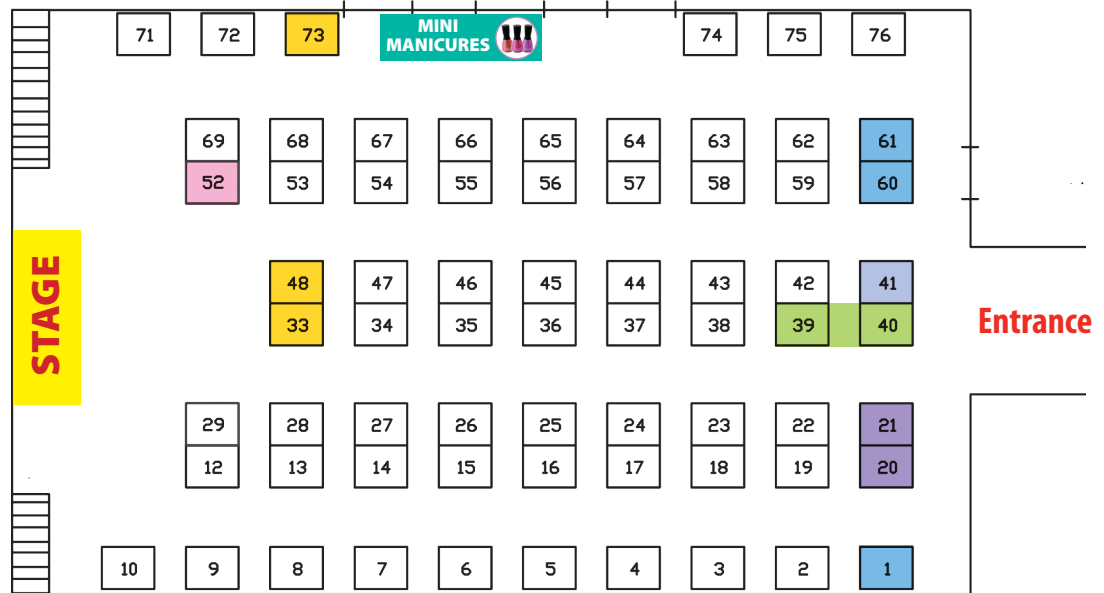 71 72 73 MINI MANICURES 74 75 76
69 68 67 66 65 64 63 62 61
52 53 54 55 56 57 58 59 60
STAGE
48 47 46 45 44 43 42 41
33 34 35 36 37 38 39 40
Entrance
29 28 27 26 25 24 23 22 21
12 13 14 15 16 17 18 19 20
10 9 8 7 6 5 4 3 2 1